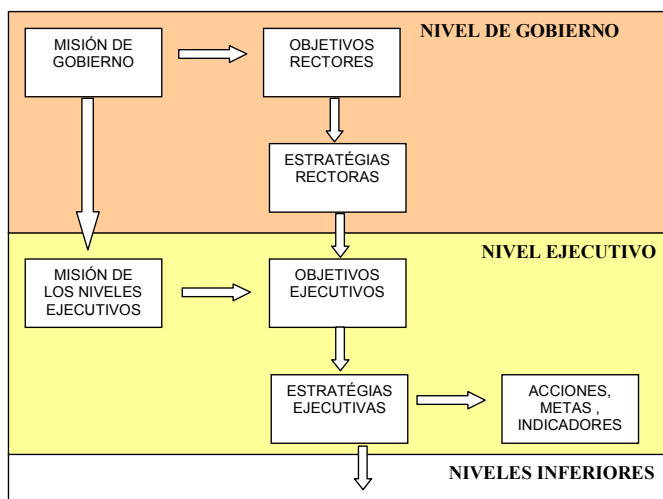 NIVEL DE GOBIERNO
MISIÓN DE
GOBIERNO
OBJETIVOS
RECTORES
ESTRATÉGIAS
RECTORAS
NIVEL EJECUTIVO
MISIÓN DE
LOS NIVELES
EJECUTIVOS
OBJETIVOS
EJECUTIVOS
ESTRATÉGIAS
EJECUTIVAS
ACCIONES,
METAS ,
INDICADORES
NIVELES INFERIORES